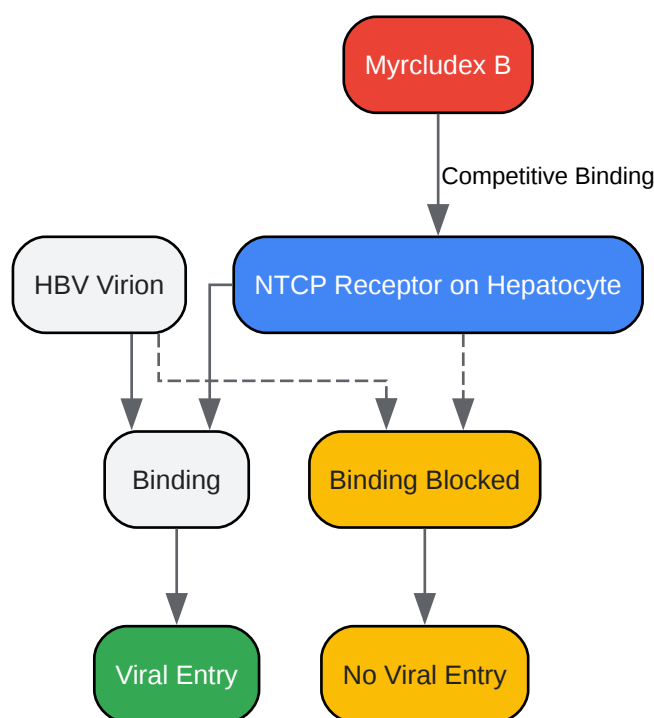 Myrcludex B
Competitive Binding
HBV Virion
NTCP Receptor on Hepatocyte
Binding
Binding Blocked
Viral Entry
No Viral Entry